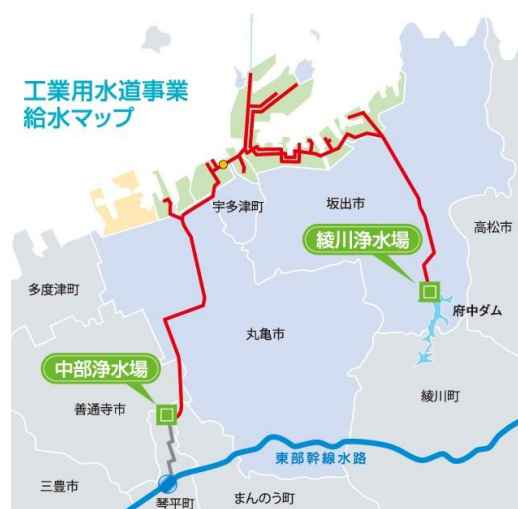 工業用水道事業
給水マップ
宇多津町
坂出市
高松市
綾川浄水場
多度津町
府中ダム
丸亀市
中部浄水場
綾川町
善通寺市
東部幹線水路
三豊市
琴平町
まんのう町